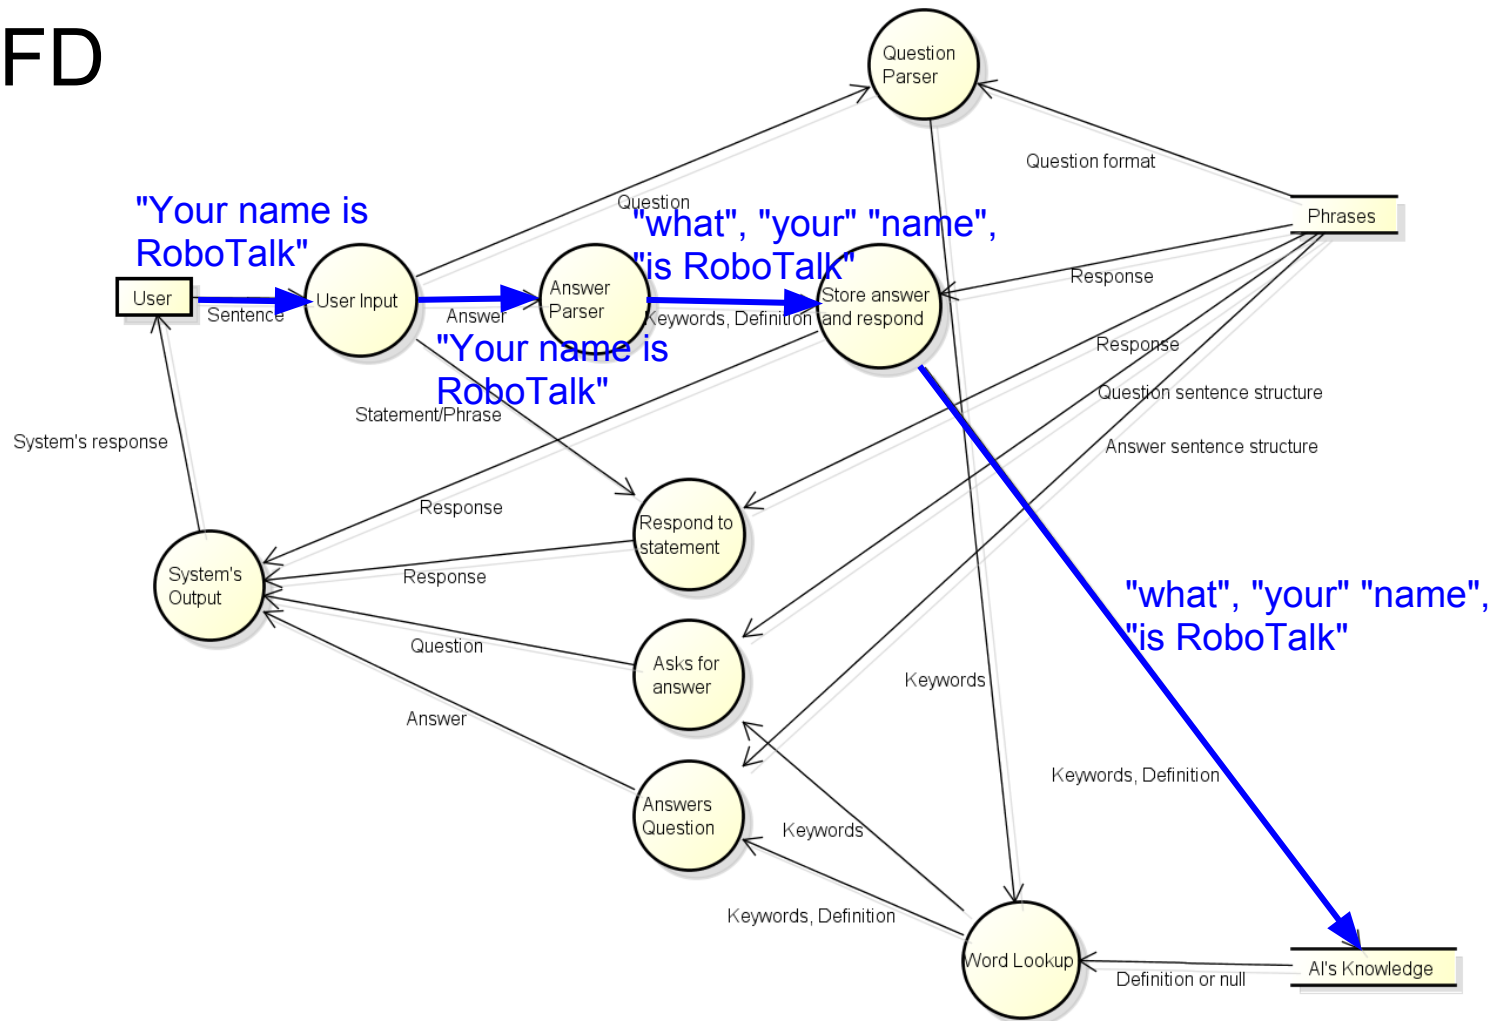 FD
Question
Parser
Question format
"Your name is
RoboTalk"
Question
"what", "your" "name",
"is RoboTalk"
Phrases
User
Sentence
User Input
Answer
Answer
Parser
Keywords, Definition
Store answer
and respond
Response
"Your name is
RoboTalk"
Response
Statement/Phrase
Question sentence structure
System's response
Answer sentence structure
Response
Respond to
statement
System's
Output
Response
"what", "your" "name",
"is RoboTalk"
Question
Asks for
answer
Keywords
Answer
Keywords, Definition
Answers
Question
Keywords
Keywords, Definition
Word Lookup
Definition or null
AI's Knowledge